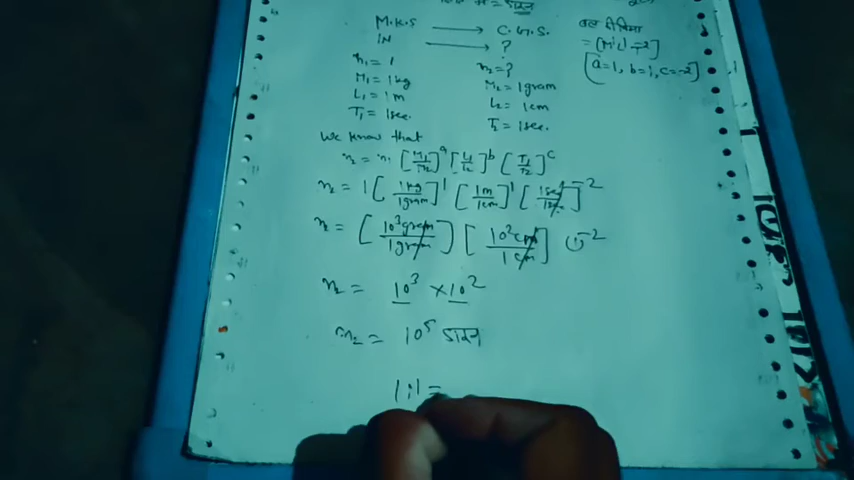 M.K.S → C.G.S.
1N → ?
n₁ = 1 n₂ = ?
M₁ = 1kg M₂ = 1gram
L₁ = 1m L₂ = 1cm
T₁ = 1sec. T₂ = 1sec.
= [M¹L¹T⁻²]
[a=1, b=1, c=-2]
We know that
n₂ = n₁ [M₁/M₂]ᵃ [L₁/L₂]ᵇ [T₁/T₂]ᶜ
n₂ = 1 [1kg/1gram]¹ [1m/1cm]¹ [1sec/1sec]⁻²
n₂ = [10³gram/1gram] [10²cm/1cm] (1)⁻²
n₂ = 10³ × 10²
n₂ = 10⁵ डाइन
1N =